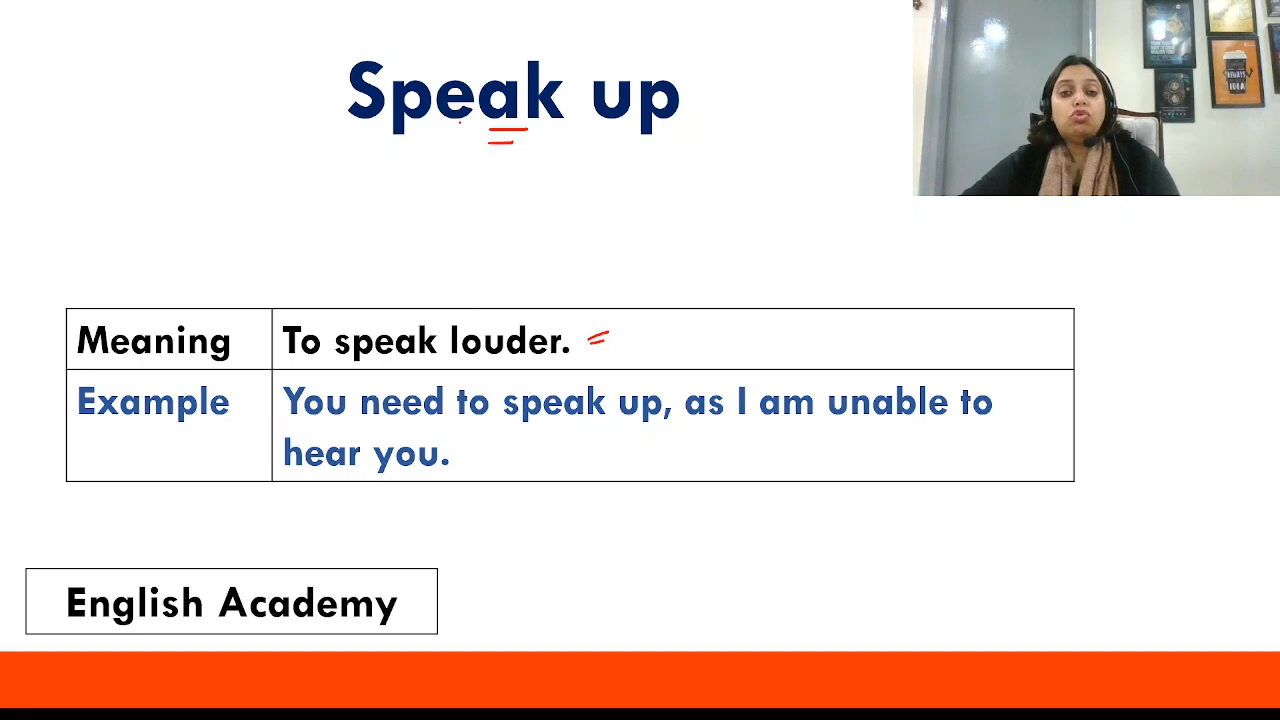 Speak up
Meaning To speak louder.
Example You need to speak up, as I am unable to
hear you.
English Academy